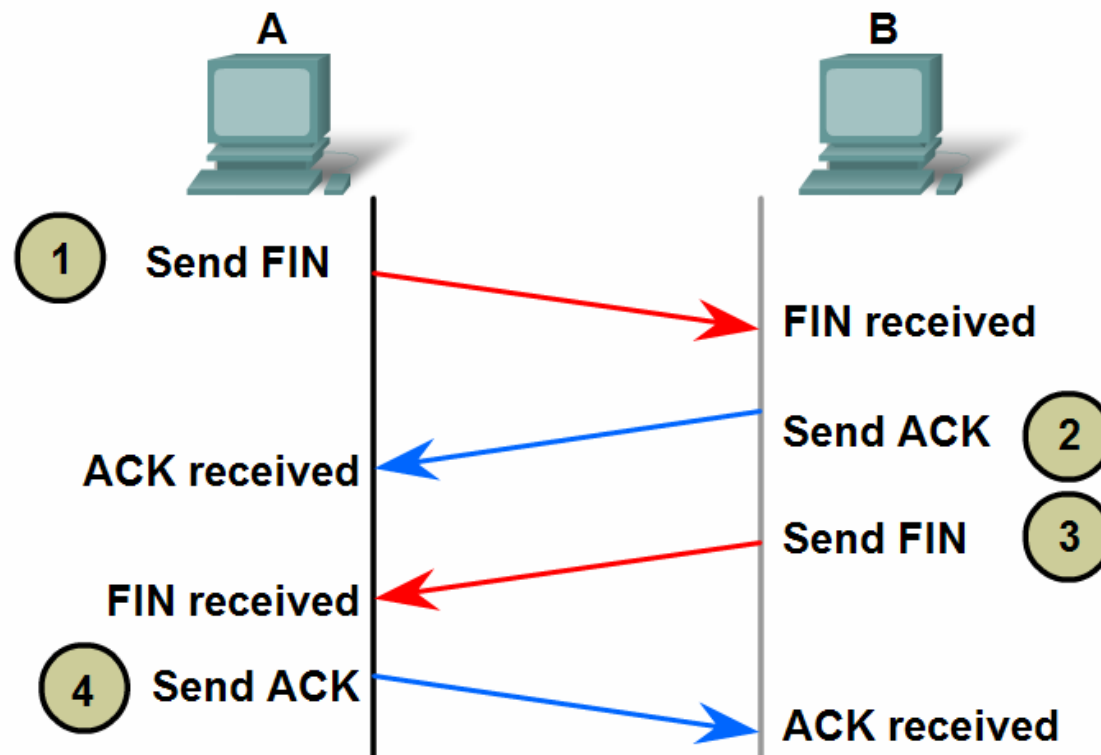 A
B
1
Send FIN
FIN received
Send ACK
2
ACK received
Send FIN
3
FIN received
4
Send ACK
ACK received